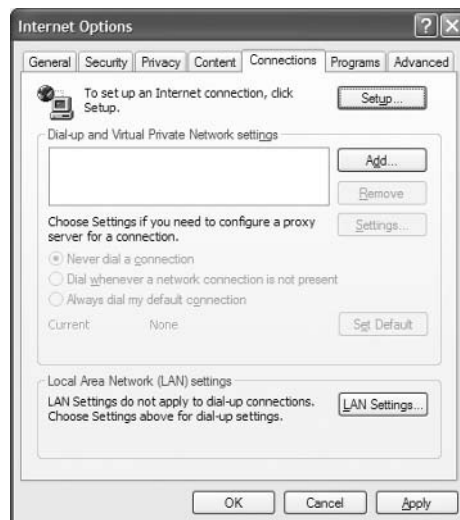 Internet Options
General Security Privacy Content Connections Programs Advanced
To set up an Internet connection, click
Setup.
Setup...
Dial-up and Virtual Private Network settings
Add...
Remove
Choose Settings if you need to configure a proxy
server for a connection.
Settings...
Never dial a connection
Dial whenever a network connection is not present
Always dial my default connection
Current None Set Default
Local Area Network (LAN) settings
LAN Settings do not apply to dial-up connections.
Choose Settings above for dial-up settings.
LAN Settings...
OK Cancel Apply